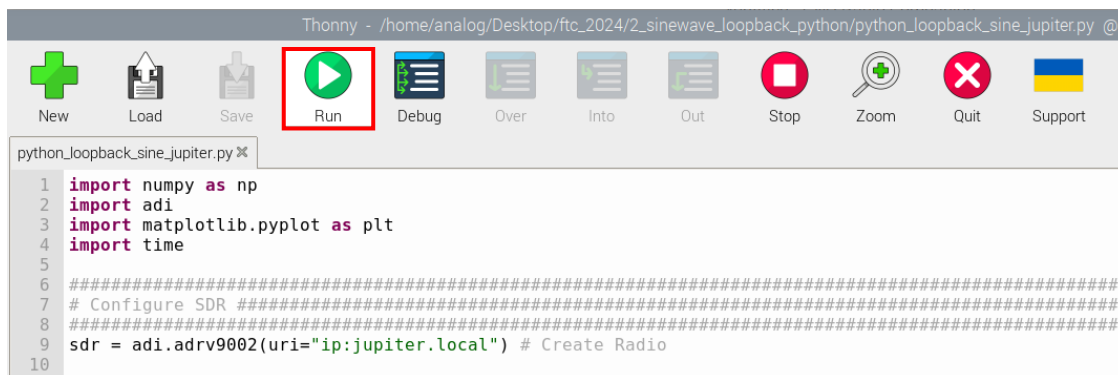 Thonny - /home/analog/Desktop/ftc_2024/2_sinewave_loopback_python/python_loopback_sine_jupiter.py @
New Load Save Run Debug Over Into Out Stop Zoom Quit Support
python_loopback_sine_jupiter.py
1 import numpy as np
2 import adi
3 import matplotlib.pyplot as plt
4 import time
5
6 ####################################################################################################################
7 # Configure SDR ####################################################################################################
8 ####################################################################################################################
9 sdr = adi.adrv9002(uri="ip:jupiter.local") # Create Radio
10